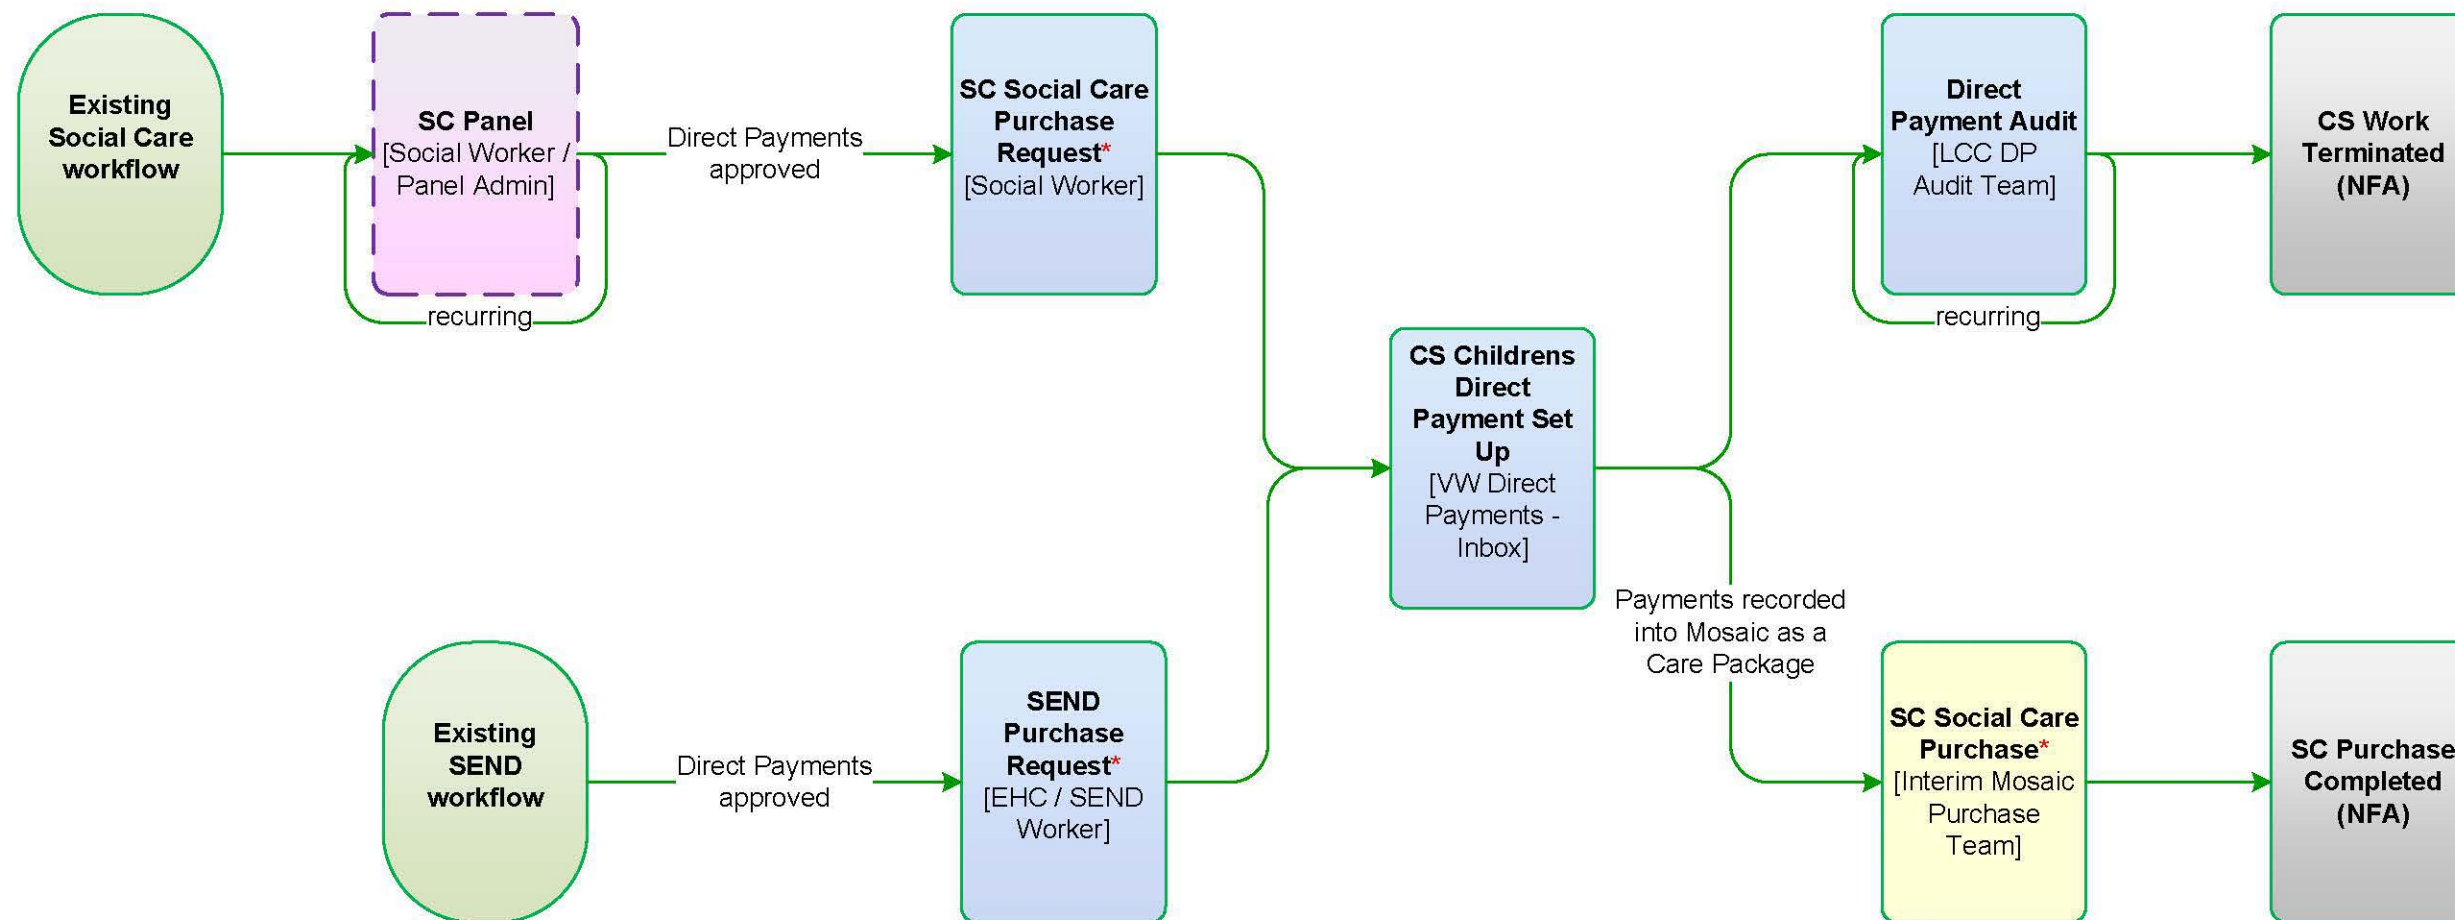 Existing
Social Care
workflow
SC Panel
[Social Worker /
Panel Admin]
recurring
Direct Payments
approved
SC Social Care
Purchase
Request*
[Social Worker]
Existing
SEND
workflow
Direct Payments
approved
SEND
Purchase
Request*
[EHC / SEND
Worker]
CS Childrens
Direct
Payment Set
Up
[VW Direct
Payments -
Inbox]
Direct
Payment Audit
[LCC DP
Audit Team]
recurring
CS Work
Terminated
(NFA)
Payments recorded
into Mosaic as a
Care Package
SC Social Care
Purchase*
[Interim Mosaic
Purchase
Team]
SC Purchase
Completed
(NFA)